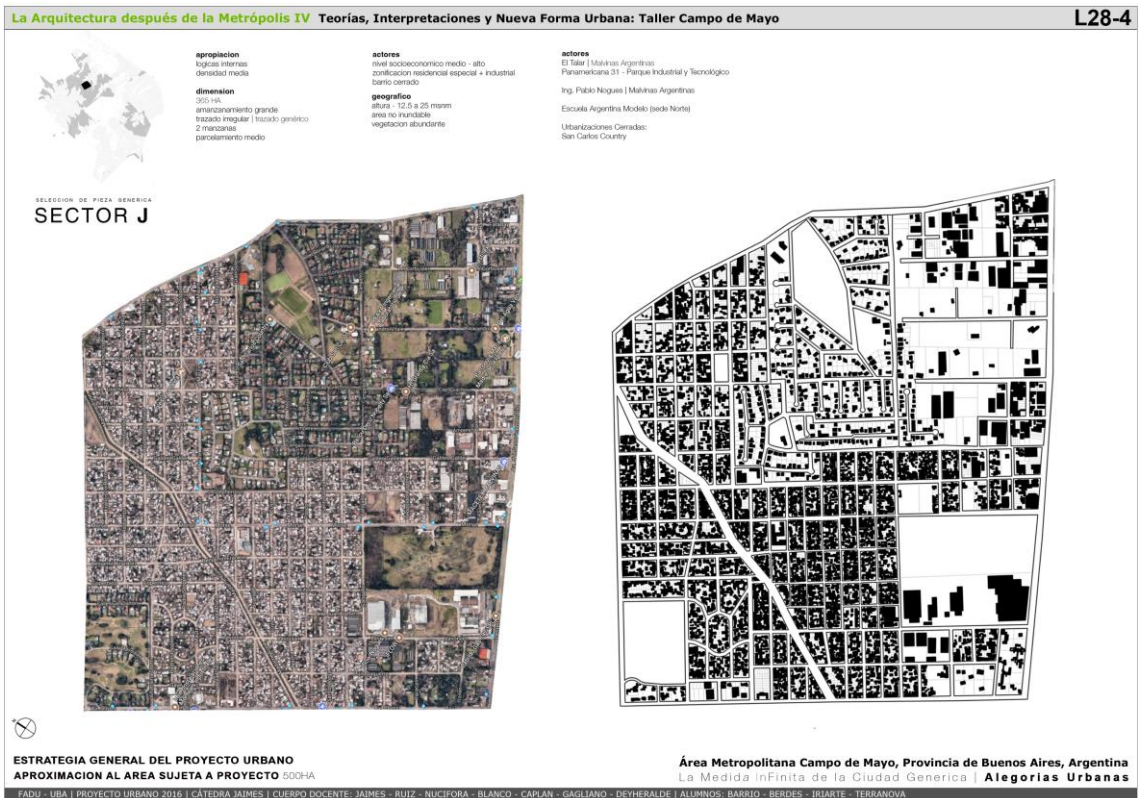 La Arquitectura después de la Metrópolis IV Teorías, Interpretaciones y Nueva Forma Urbana: Taller Campo de Mayo
L28-4
apropiacion
logicas internas
densidad media
dimension
365 HA
amanzanamiento grande
trazado irregular | trazado genérico
2 manzanas
parcelamiento medio
actores
nivel socioeconomico medio - alto
zonificacion residencial especial + industrial
barrio cerrado
geografico
altura - 12.5 a 25 msnm
area no inundable
vegetacion abundante
actores
El Talar | Malvinas Argentinas
Panamericana 31 - Parque Industrial y Tecnológico
Ing. Pablo Nogues | Malvinas Argentinas
Escuela Argentina Modelo (sede Norte)
Urbanizaciones Cerradas:
San Carlos Country
SELECCION DE PIEZA GENERICA
SECTOR J
ESTRATEGIA GENERAL DEL PROYECTO URBANO
APROXIMACION AL AREA SUJETA A PROYECTO 500HA
Área Metropolitana Campo de Mayo, Provincia de Buenos Aires, Argentina
La Medida InFinita de la Ciudad Generica | Alegorias Urbanas
FADU - UBA | PROYECTO URBANO 2016 | CÁTEDRA JAIMES | CUERPO DOCENTE: JAIMES - RUIZ - NUCIFORA - BLANCO - CAPLAN - GAGLIANO - DEYHERALDE | ALUMNOS: BARRIO - BERDES - IRIARTE - TERRANOVA